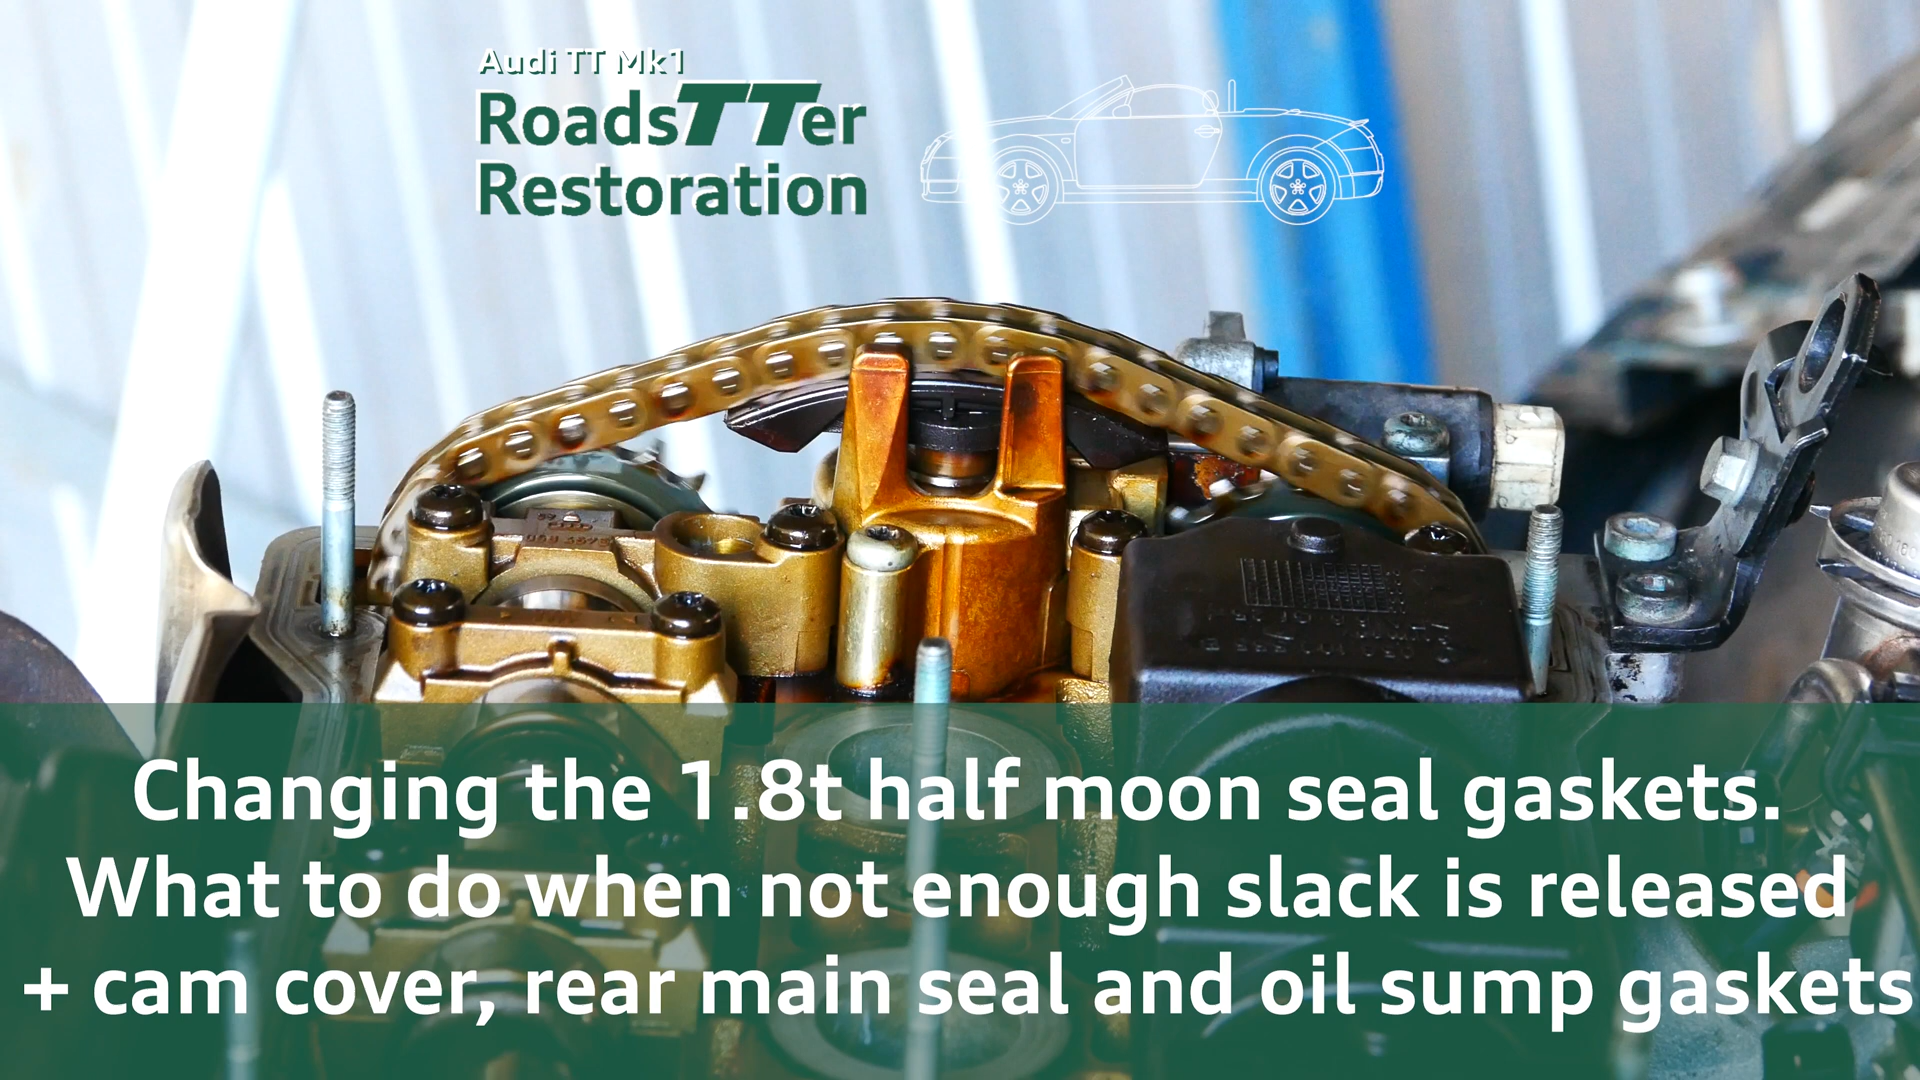 Audi TT Mk1
RoadsTTer
Restoration
Changing the 1.8t half moon seal gaskets.
What to do when not enough slack is released
+ cam cover, rear main seal and oil sump gaskets